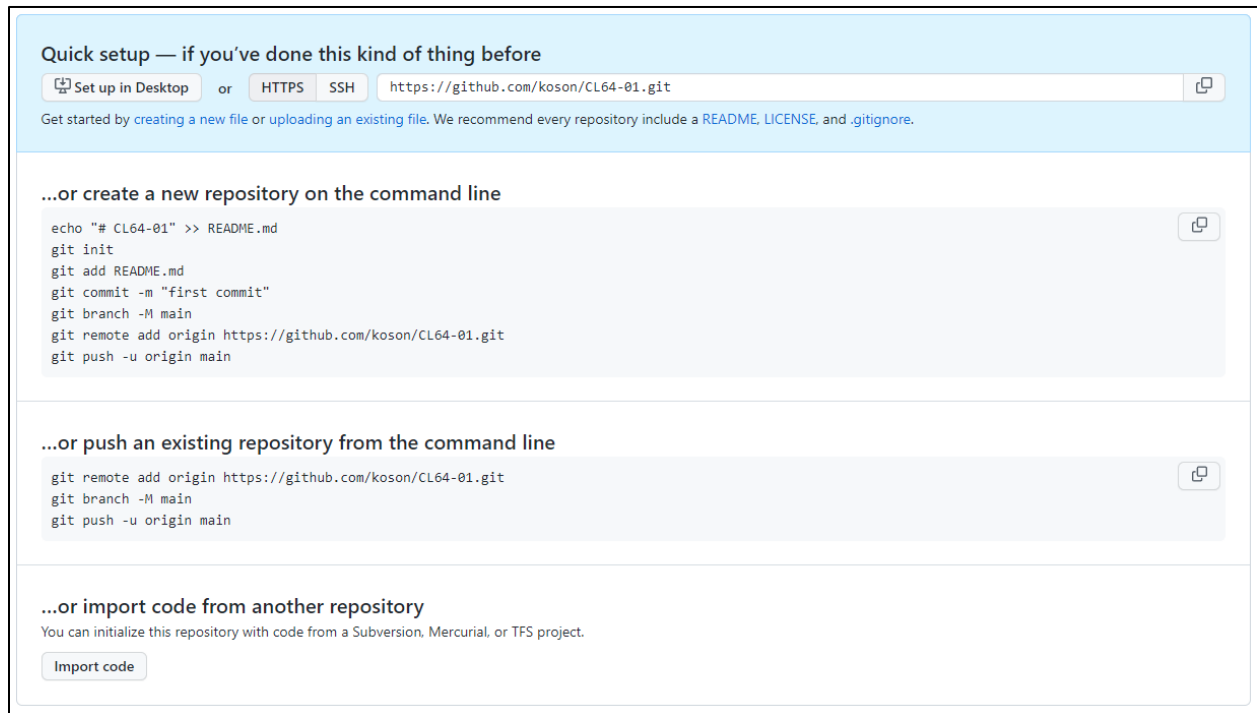 Quick setup — if you’ve done this kind of thing before
Set up in Desktop or HTTPS SSH https://github.com/koson/CL64-01.git
Get started by creating a new file or uploading an existing file. We recommend every repository include a README, LICENSE, and .gitignore.
...or create a new repository on the command line
echo "# CL64-01" >> README.md
git init
git add README.md
git commit -m "first commit"
git branch -M main
git remote add origin https://github.com/koson/CL64-01.git
git push -u origin main
...or push an existing repository from the command line
git remote add origin https://github.com/koson/CL64-01.git
git branch -M main
git push -u origin main
...or import code from another repository
You can initialize this repository with code from a Subversion, Mercurial, or TFS project.
Import code